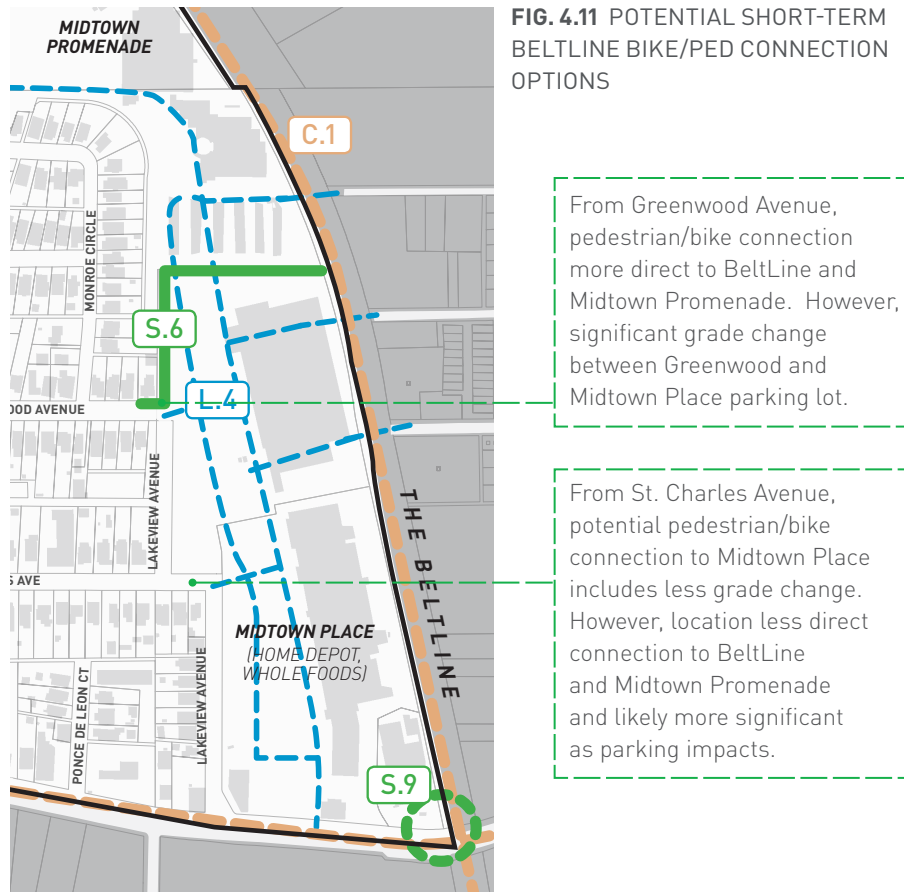 FIG. 4.11 POTENTIAL SHORT-TERM
BELTLINE BIKE/PED CONNECTION
OPTIONS
MIDTOWN
PROMENADE
C.1
MONROE CIRCLE
S.6
L.4
OOD AVENUE
LAKEVIEW AVENUE
THE BELTLINE
S AVE
MIDTOWN PLACE
(HOME DEPOT,
WHOLE FOODS)
PONCE DE LEON CT
LAKEVIEW AVENUE
S.9
From Greenwood Avenue,
pedestrian/bike connection
more direct to BeltLine and
Midtown Promenade. However,
significant grade change
between Greenwood and
Midtown Place parking lot.
From St. Charles Avenue,
potential pedestrian/bike
connection to Midtown Place
includes less grade change.
However, location less direct
connection to BeltLine
and Midtown Promenade
and likely more significant
as parking impacts.